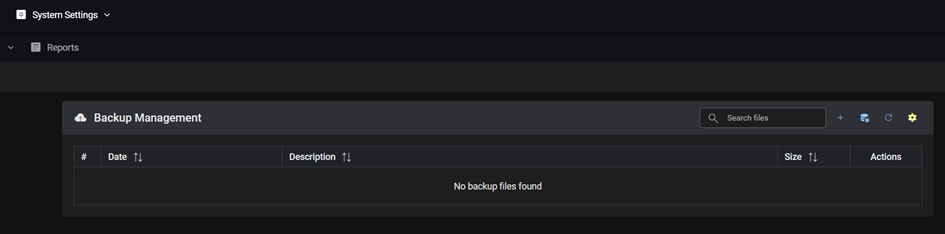 System Settings
Reports
Backup Management
Search files
# Date Description Size Actions
No backup files found